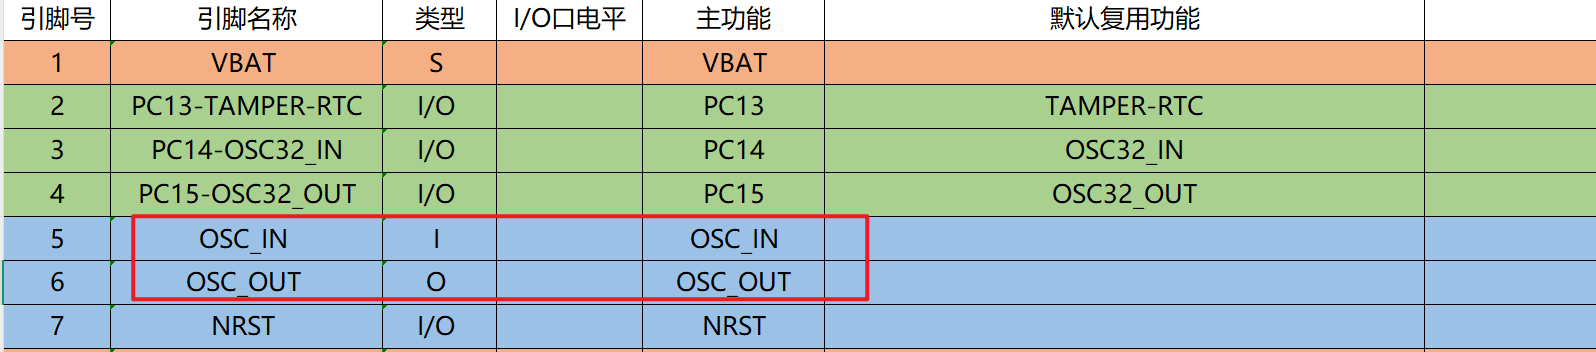 引脚号 引脚名称 类型 I/O口电平 主功能 默认复用功能
1 VBAT S VBAT
2 PC13-TAMPER-RTC I/O PC13 TAMPER-RTC
3 PC14-OSC32_IN I/O PC14 OSC32_IN
4 PC15-OSC32_OUT I/O PC15 OSC32_OUT
5 OSC_IN I OSC_IN
6 OSC_OUT O OSC_OUT
7 NRST I/O NRST